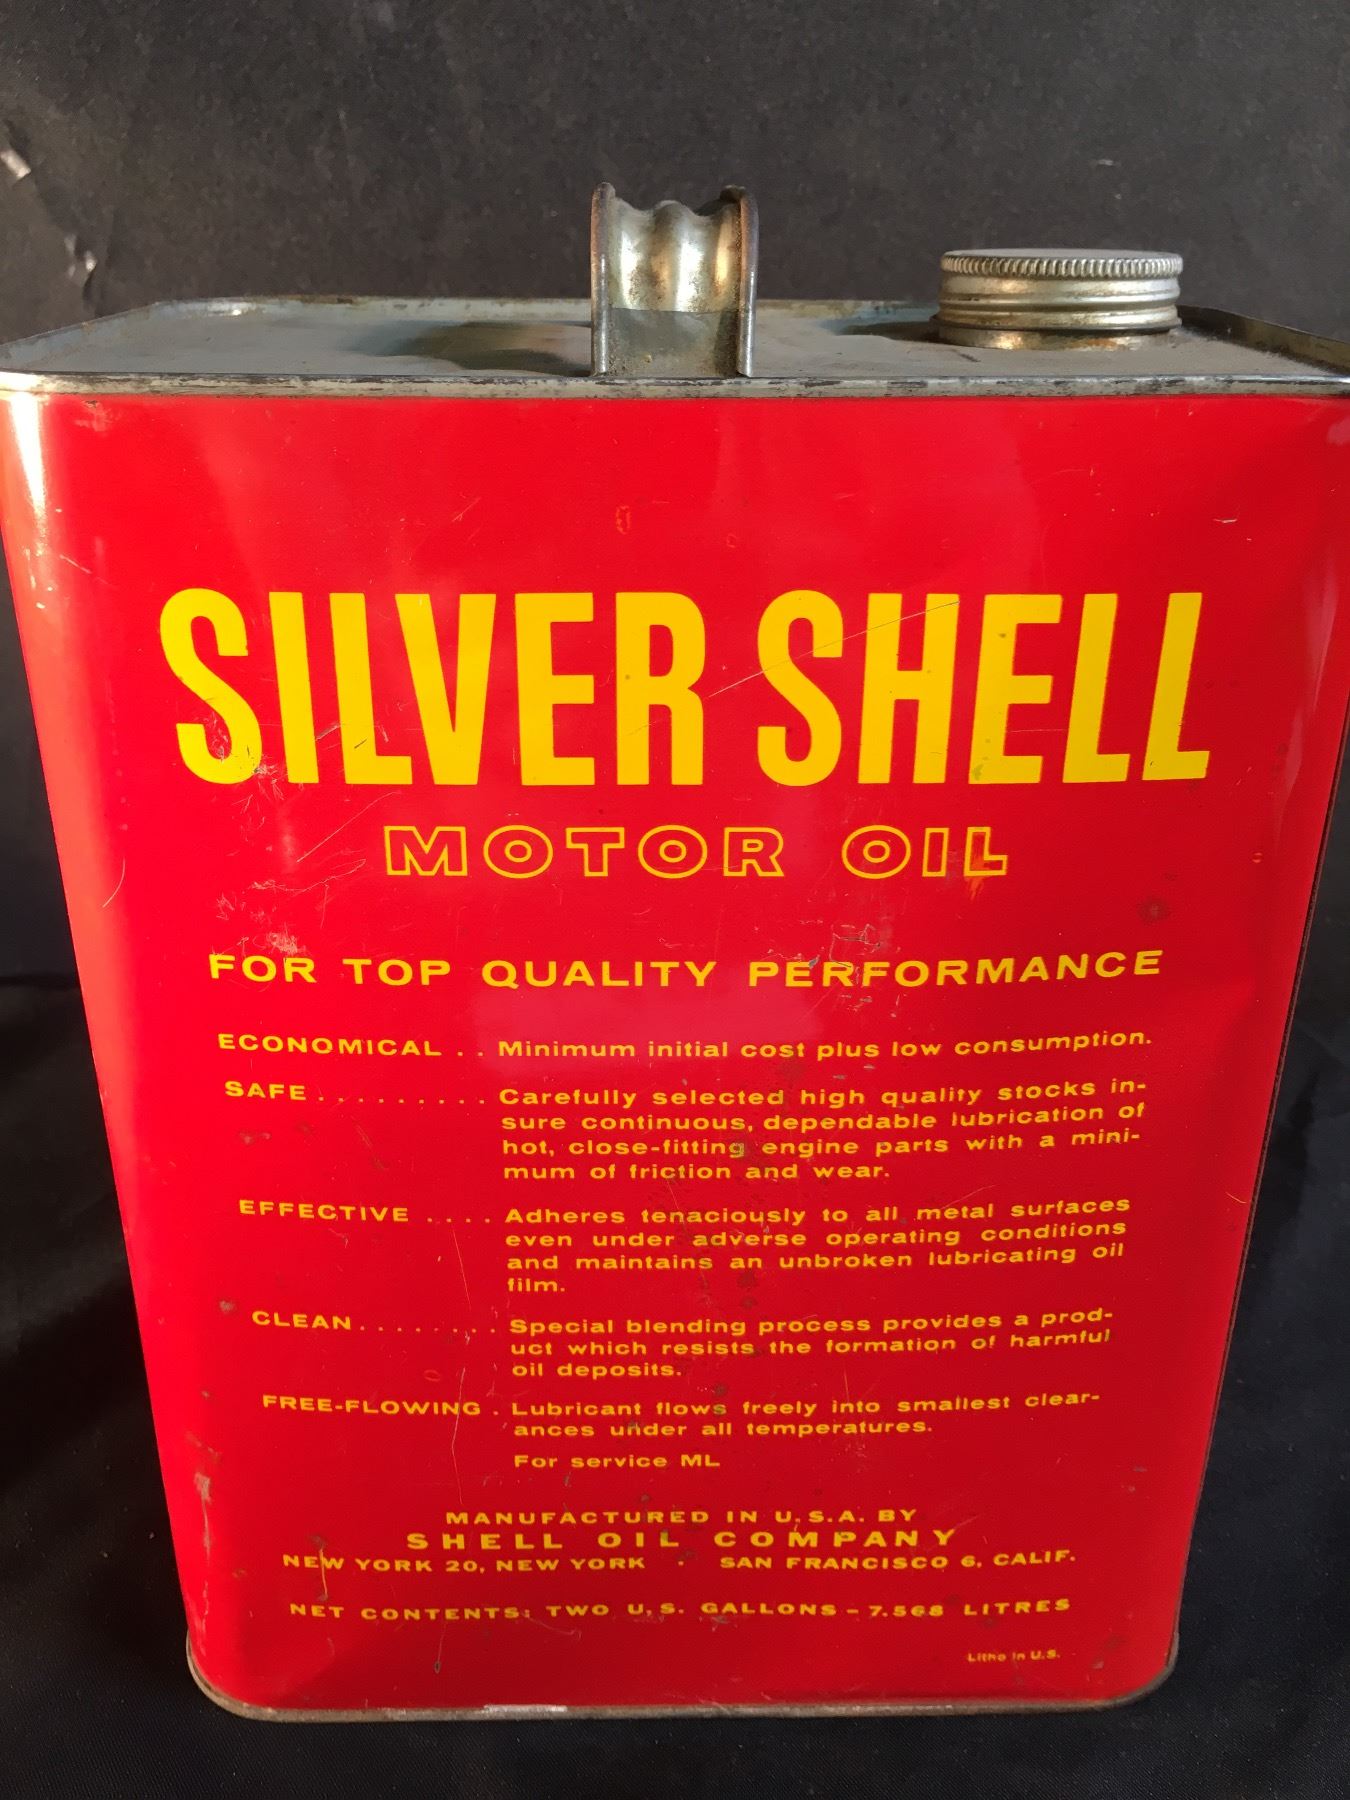 SILVER SHELL
MOTOR OIL
FOR TOP QUALITY PERFORMANCE
ECONOMICAL . . Minimum initial cost plus low consumption.
SAFE . . . . . . . . . Carefully selected high quality stocks in-
sure continuous, dependable lubrication of
hot, close-fitting engine parts with a mini-
mum of friction and wear.
EFFECTIVE . . . . Adheres tenaciously to all metal surfaces
even under adverse operating conditions
and maintains an unbroken lubricating oil
film.
CLEAN . . . . . . . . Special blending process provides a prod-
uct which resists the formation of harmful
oil deposits.
FREE-FLOWING . Lubricant flows freely into smallest clear-
ances under all temperatures.
For service ML
MANUFACTURED IN U.S.A. BY
SHELL OIL COMPANY
NEW YORK 20, NEW YORK · SAN FRANCISCO 6, CALIF.
NET CONTENTS: TWO U.S. GALLONS – 7.568 LITRES
Litho in U.S.